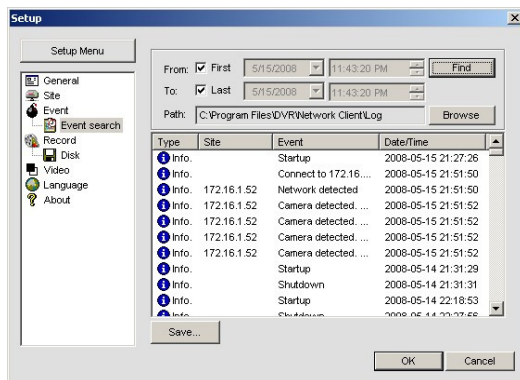 Setup
Setup Menu
General
Site
Event
Event search
Record
Disk
Video
Language
About
From: First 5/15/2008 11:43:20 PM Find
To: Last 5/15/2008 11:43:20 PM
Path: C:\Program Files\DVR\Network Client\Log Browse
Type Site Event Date/Time
Info. Startup 2008-05-15 21:27:26
Info. Connect to 172.16.... 2008-05-15 21:51:50
Info. 172.16.1.52 Network detected 2008-05-15 21:51:50
Info. 172.16.1.52 Camera detected. ... 2008-05-15 21:51:52
Info. 172.16.1.52 Camera detected. ... 2008-05-15 21:51:52
Info. 172.16.1.52 Camera detected. ... 2008-05-15 21:51:52
Info. 172.16.1.52 Camera detected. ... 2008-05-15 21:51:52
Info. Startup 2008-05-14 21:31:29
Info. Shutdown 2008-05-14 21:31:31
Info. Startup 2008-05-14 22:18:53
Info. Shutdown 2008-05-14 22:27:56
Save...
OK Cancel